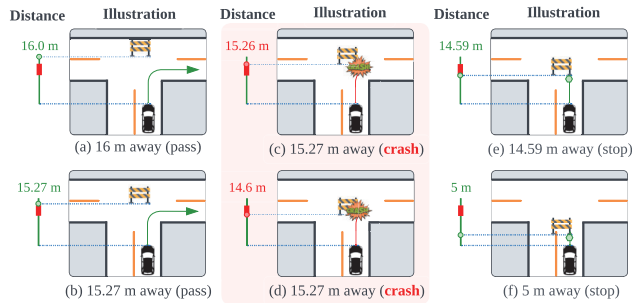 Distance Illustration Distance Illustration Distance Illustration
16.0 m 15.26 m 14.59 m
(a) 16 m away (pass) (c) 15.27 m away (crash) (e) 14.59 m away (stop)
15.27 m 14.6 m 5 m
(b) 15.27 m away (pass) (d) 15.27 m away (crash) (f) 5 m away (stop)